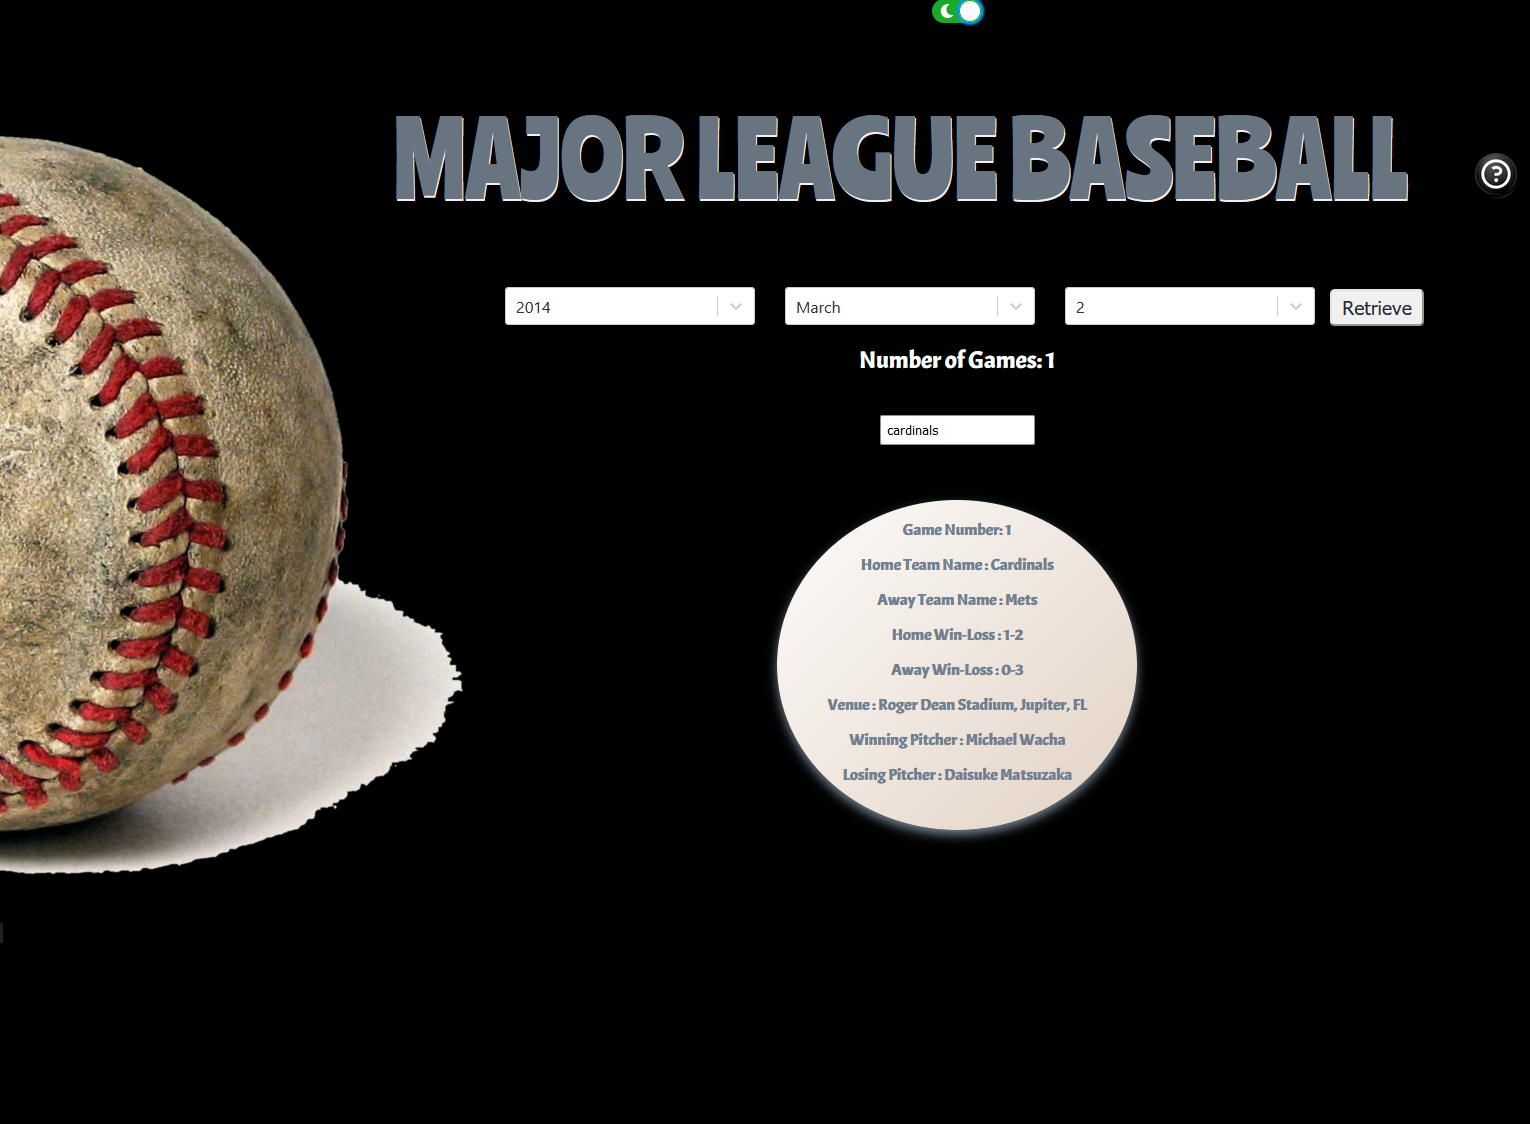 MAJOR LEAGUE BASEBALL
?
2014 March 2 Retrieve
Number of Games: 1
cardinals
Game Number: 1
Home Team Name : Cardinals
Away Team Name : Mets
Home Win-Loss : 1-2
Away Win-Loss : 0-3
Venue : Roger Dean Stadium, Jupiter, FL
Winning Pitcher : Michael Wacha
Losing Pitcher : Daisuke Matsuzaka